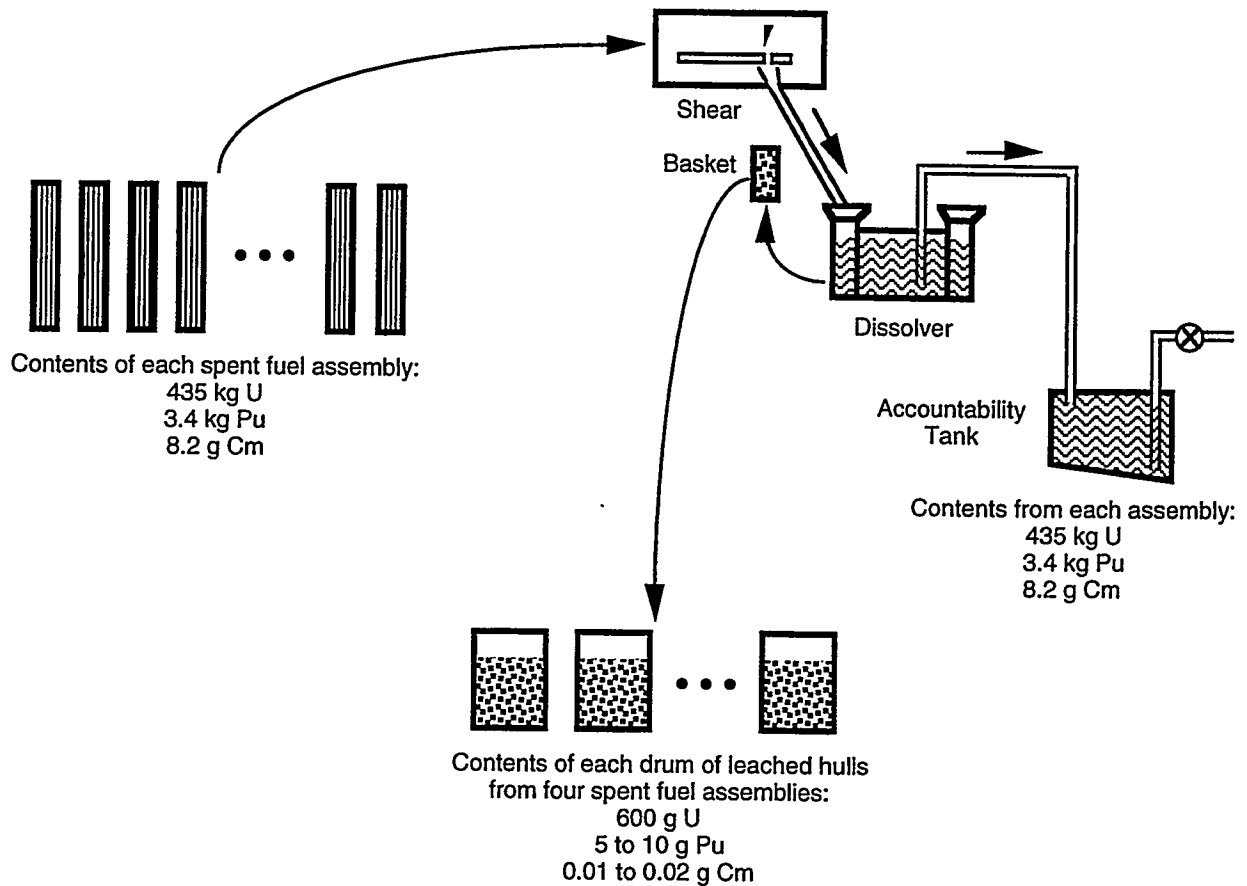 Shear
Basket
Dissolver
Contents of each spent fuel assembly:
435 kg U
3.4 kg Pu
8.2 g Cm
Accountability
Tank
Contents from each assembly:
435 kg U
3.4 kg Pu
8.2 g Cm
Contents of each drum of leached hulls
from four spent fuel assemblies:
600 g U
5 to 10 g Pu
0.01 to 0.02 g Cm